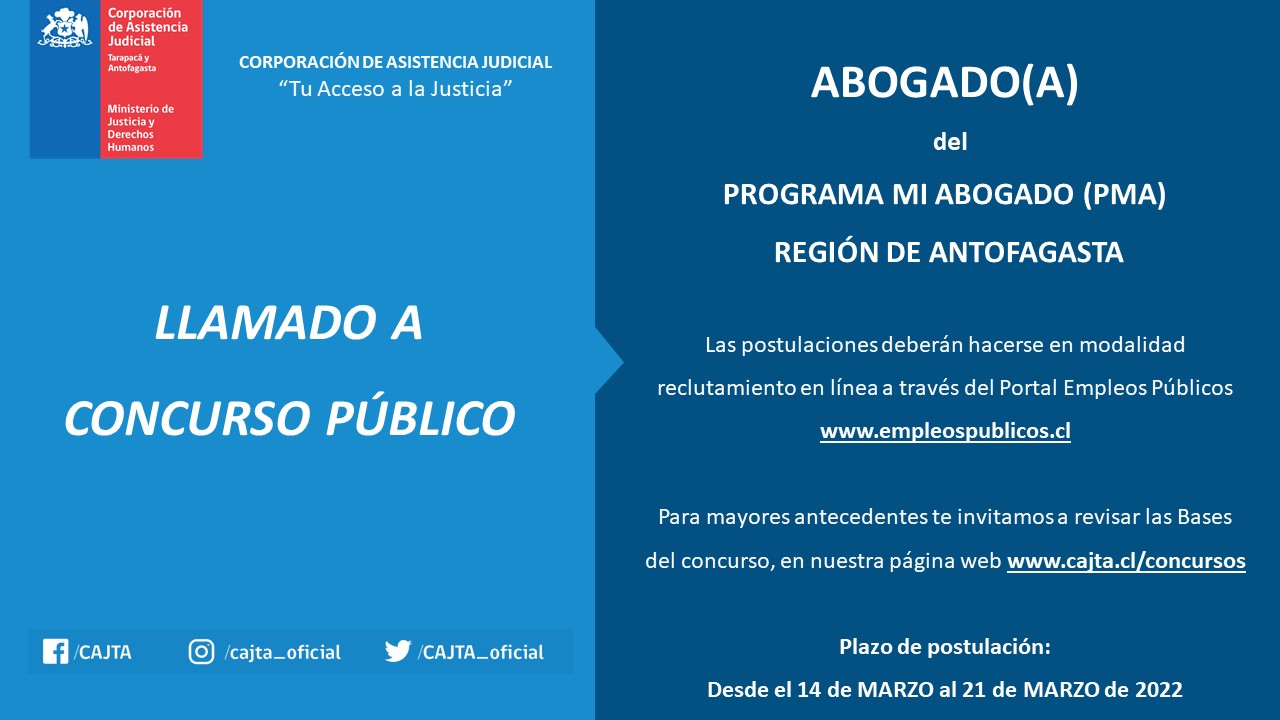 Corporación
de Asistencia
Judicial
Tarapacá y
Antofagasta
Ministerio de
Justicia y
Derechos
Humanos
CORPORACIÓN DE ASISTENCIA JUDICIAL
“Tu Acceso a la Justicia”
LLAMADO A
CONCURSO PÚBLICO
/CAJTA
/cajta_oficial
/CAJTA_oficial
ABOGADO(A)
del
PROGRAMA MI ABOGADO (PMA)
REGIÓN DE ANTOFAGASTA
Las postulaciones deberán hacerse en modalidad
reclutamiento en línea a través del Portal Empleos Públicos
www.empleospublicos.cl
Para mayores antecedentes te invitamos a revisar las Bases
del concurso, en nuestra página web www.cajta.cl/concursos
Plazo de postulación:
Desde el 14 de MARZO al 21 de MARZO de 2022